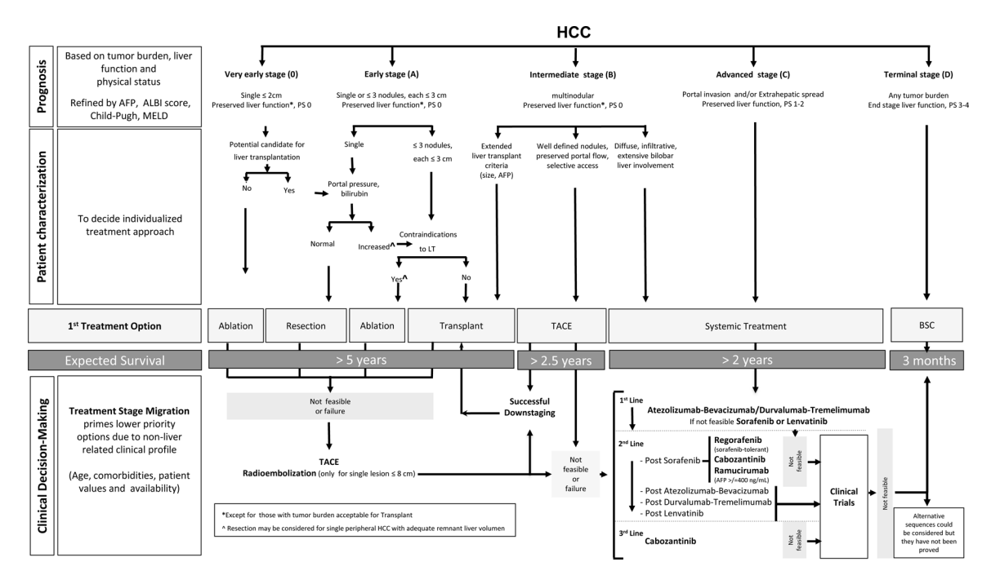 HCC
Prognosis
Based on tumor burden, liver
function and
physical status
Refined by AFP, ALBI score,
Child-Pugh, MELD
Very early stage (0)
Single ≤ 2cm
Preserved liver function*, PS 0
Early stage (A)
Single or ≤ 3 nodules, each ≤ 3 cm
Preserved liver function*, PS 0
Intermediate stage (B)
multinodular
Preserved liver function*, PS 0
Advanced stage (C)
Portal invasion and/or Extrahepatic spread
Preserved liver function, PS 1-2
Terminal stage (D)
Any tumor burden
End stage liver function, PS 3-4
Patient characterization
To decide individualized
treatment approach
Potential candidate for
liver transplantation
No
Yes
Single
Portal pressure,
bilirubin
Normal
Increased^
≤ 3 nodules,
each ≤ 3 cm
Contraindications
to LT
Yes^
No
Extended
liver transplant
criteria
(size, AFP)
Well defined nodules,
preserved portal flow,
selective access
Diffuse, infiltrative,
extensive bilobar
liver involvement
1st Treatment Option
Ablation
Resection
Ablation
Transplant
TACE
Systemic Treatment
BSC
Expected Survival
> 5 years
> 2.5 years
> 2 years
3 months
Clinical Decision-Making
Treatment Stage Migration
primes lower priority
options due to non-liver
related clinical profile
(Age, comorbidities, patient
values and availability)
Not feasible
or failure
TACE
Radioembolization (only for single lesion ≤ 8 cm)
Successful
Downstaging
Not
feasible
or
failure
1st Line
Atezolizumab-Bevacizumab/Durvalumab-Tremelimumab
If not feasible Sorafenib or Lenvatinib
2nd Line
- Post Sorafenib
Regorafenib
(sorafenib-tolerant)
Cabozantinib
Ramucirumab
(AFP >/=400 ng/mL)
- Post Atezolizumab-Bevacizumab
- Post Durvalumab-Tremelimumab
- Post Lenvatinib
3rd Line
Cabozantinib
Not
feasible
Not
feasible
Clinical
Trials
Not feasible
Alternative
sequences could
be considered but
they have not been
proved
*Except for those with tumor burden acceptable for Transplant
^ Resection may be considered for single peripheral HCC with adequate remnant liver volumen